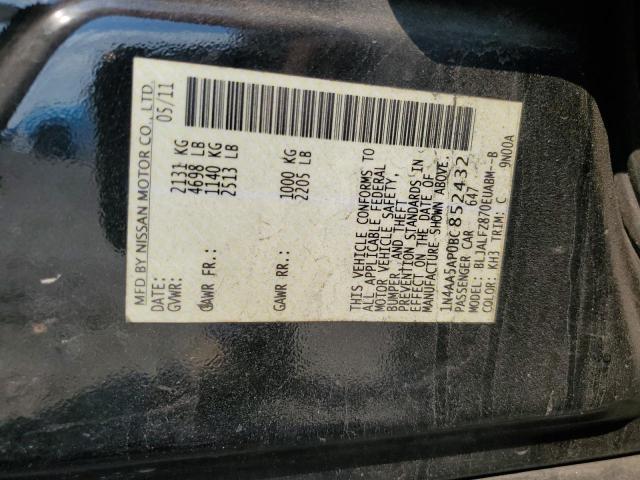 MFD BY NISSAN MOTOR CO., LTD.
DATE: 05/11
GVWR: 2131 KG
4698 LB
GAWR FR: 1140 KG
2513 LB
GAWR RR: 1000 KG
2205 LB
THIS VEHICLE CONFORMS TO
ALL APPLICABLE FEDERAL
MOTOR VEHICLE SAFETY,
BUMPER, AND THEFT
PREVENTION STANDARDS IN
EFFECT ON THE DATE OF
MANUFACTURE SHOWN ABOVE.
1N4AA5AP0BC852432
PASSENGER CAR 647
MODEL: BLJALFZ870EUABM--B
COLOR: KH3 TRIM: C 9N00A